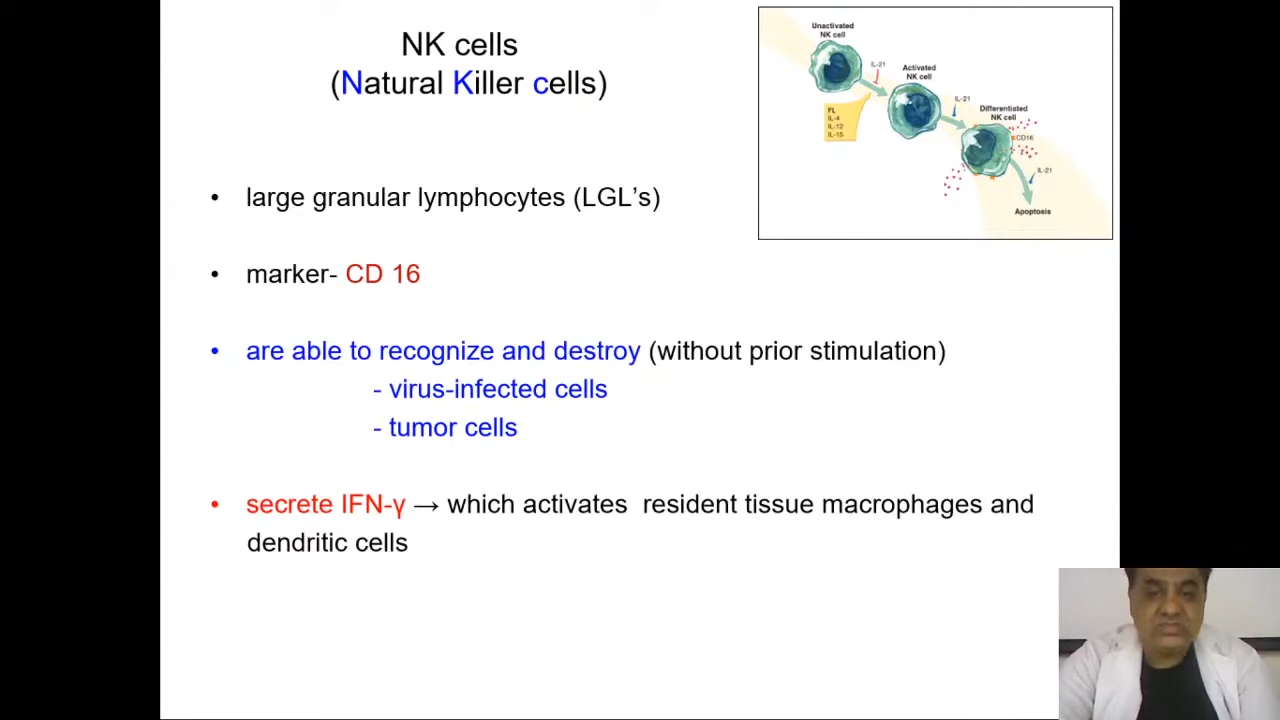 NK cells
(Natural Killer cells)
• large granular lymphocytes (LGL’s)
• marker- CD 16
• are able to recognize and destroy (without prior stimulation)
- virus-infected cells
- tumor cells
• secrete IFN-γ → which activates resident tissue macrophages and
dendritic cells
Unactivated
NK cell
IL-21
FL
IL-4
IL-12
IL-15
Activated
NK cell
IL-21
Differentiated
NK cell
CD16
IL-21
Apoptosis